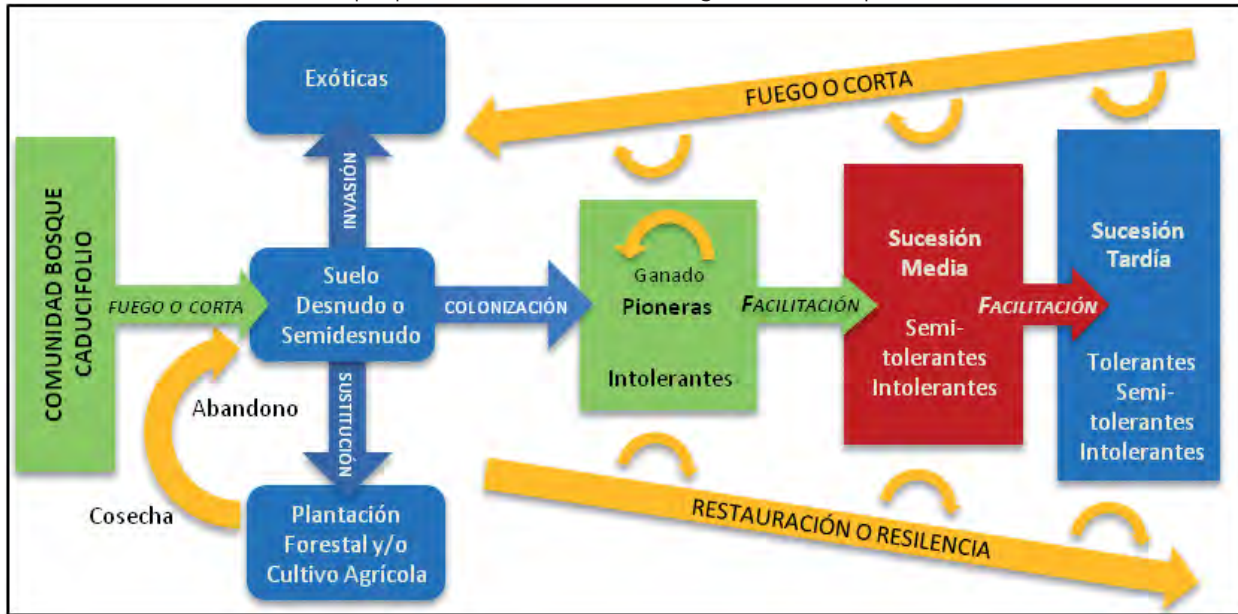 Exóticas
FUEGO O CORTA
COMUNIDAD BOSQUE
CADUCIFOLIO
FUEGO O CORTA
INVASIÓN
Suelo
Desnudo o
Semidesnudo
COLONIZACIÓN
Ganado
Pioneras
Intolerantes
FACILITACIÓN
Sucesión
Media
Semi-
tolerantes
Intolerantes
FACILITACIÓN
Sucesión
Tardía
Tolerantes
Semi-
tolerantes
Intolerantes
SUSTITUCIÓN
Abandono
Cosecha
Plantación
Forestal y/o
Cultivo Agrícola
RESTAURACIÓN O RESILENCIA